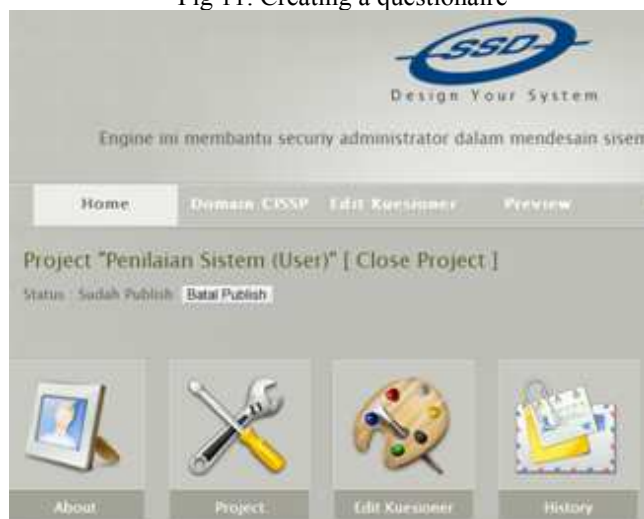 Fig 11. Creating a questionaire
SSD
Design Your System
Engine ini membantu securiy administrator dalam mendesain sisem
Home Domain CISSP Edit Kuesioner Preview
Project "Penilaian Sistem (User)" [ Close Project ]
Status : Sudah Publish Batal Publish
About Project Edit Kuesioner History